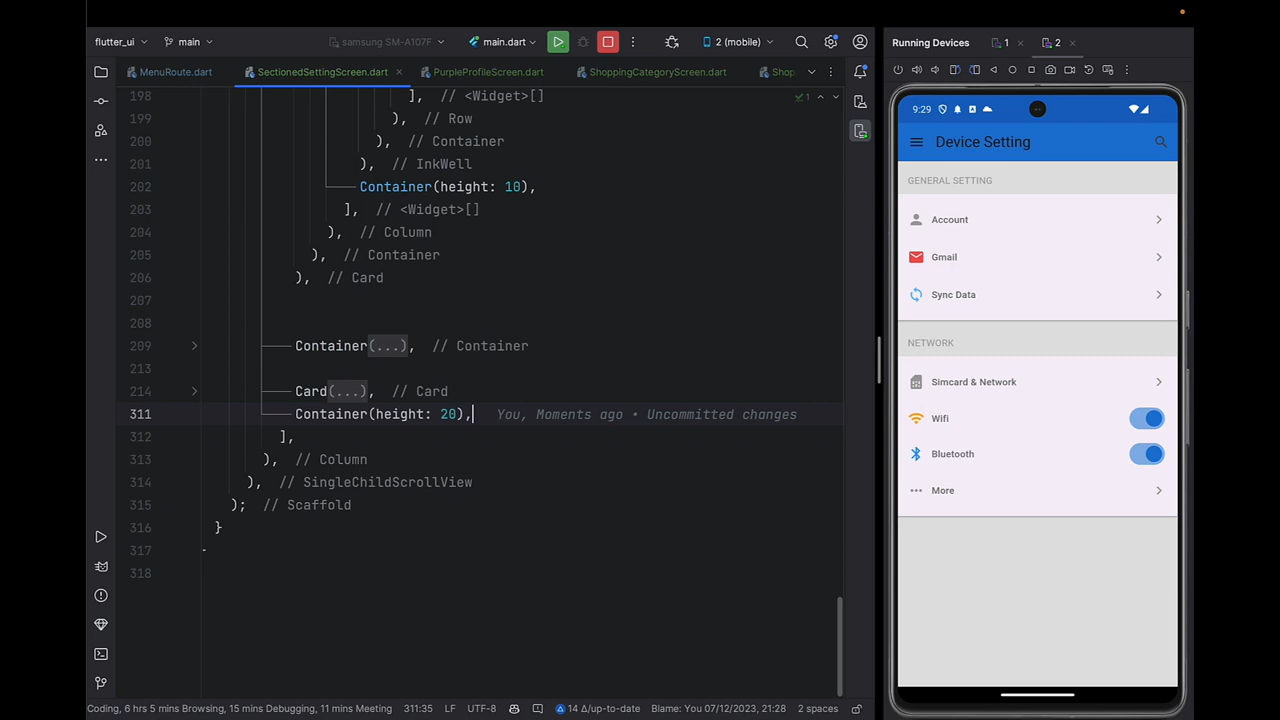 flutter_ui
main
samsung SM-A107F
main.dart
2 (mobile)
MenuRoute.dart
SectionedSettingScreen.dart
PurpleProfileScreen.dart
ShoppingCategoryScreen.dart
Shop
198 ], // <Widget>[]
199 ), // Row
200 ), // Container
201 ), // InkWell
202 Container(height: 10),
203 ], // <Widget>[]
204 ), // Column
205 ), // Container
206 ), // Card
207
208
209 Container(...), // Container
213
214 Card(...), // Card
311 Container(height: 20), You, Moments ago • Uncommitted changes
312 ],
313 ), // Column
314 ), // SingleChildScrollView
315 ); // Scaffold
316 }
317
318
1
Coding, 6 hrs 5 mins Browsing, 15 mins Debugging, 11 mins Meeting
311:35
LF
UTF-8
14 Δ/up-to-date
Blame: You 07/12/2023, 21:28
2 spaces
Running Devices
1
2
9:29
Device Setting
GENERAL SETTING
Account
Gmail
Sync Data
NETWORK
Simcard & Network
Wifi
Bluetooth
More